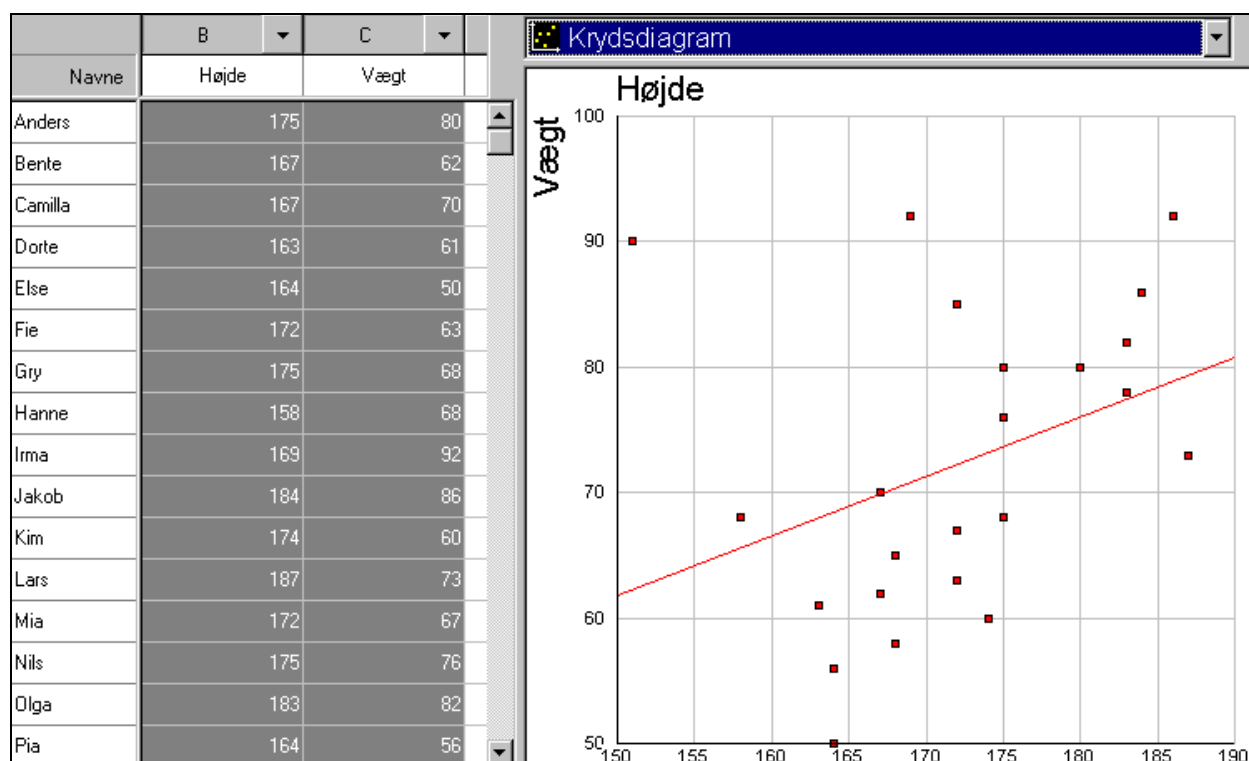 B C
Navne Højde Vægt
Anders 175 80
Bente 167 62
Camilla 167 70
Dorte 163 61
Else 164 50
Fie 172 63
Gry 175 68
Hanne 158 68
Irma 169 92
Jakob 184 86
Kim 174 60
Lars 187 73
Mia 172 67
Nils 175 76
Olga 183 82
Pia 164 56
Krydsdiagram
Højde
Vægt
100
90
80
70
60
50
150 155 160 165 170 175 180 185 190